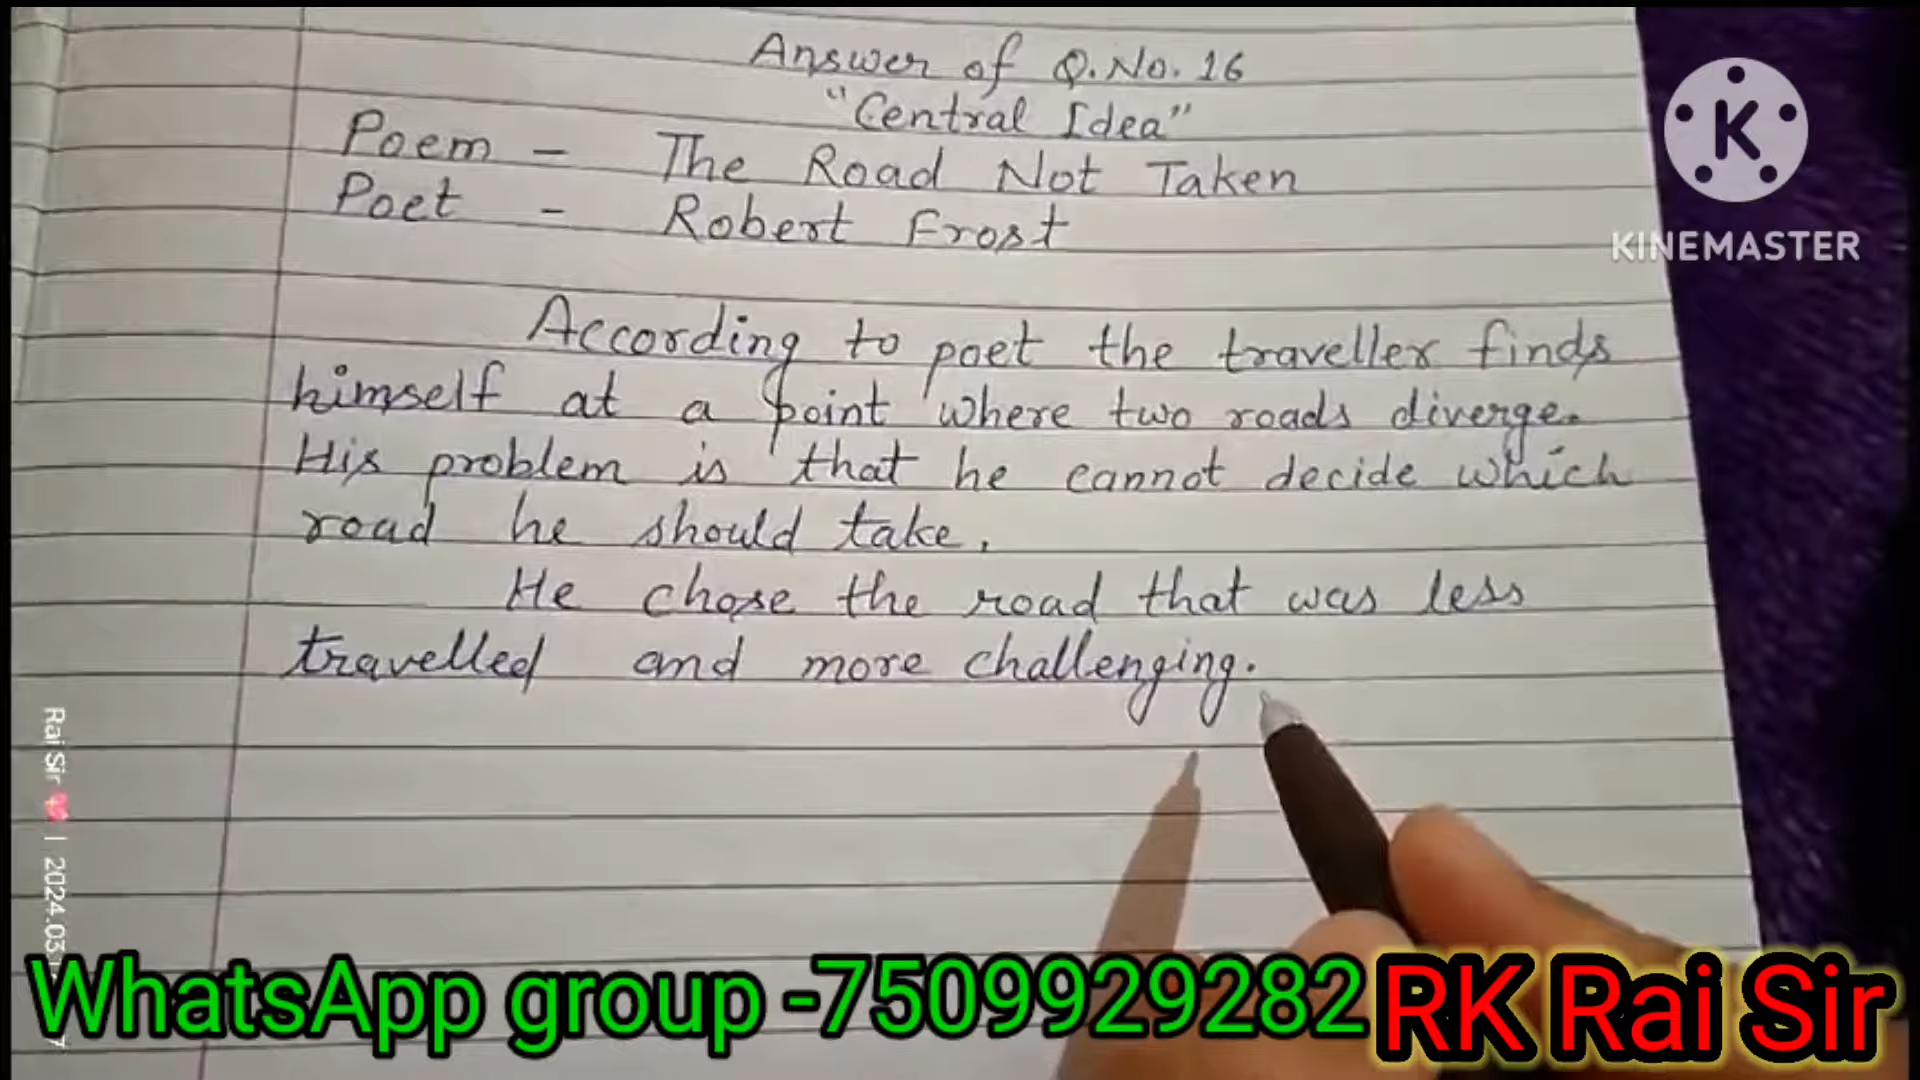 Answer of Q.No. 16
"Central Idea"
Poem - The Road Not Taken
Poet - Robert Frost
According to poet the traveller finds
himself at a point where two roads diverge.
His problem is that he cannot decide which
road he should take.
He chose the road that was less
travelled and more challenging.
K
KINEMASTER
Rai Sir 💖 | 2024.03
WhatsApp group -7509929282 RK Rai Sir